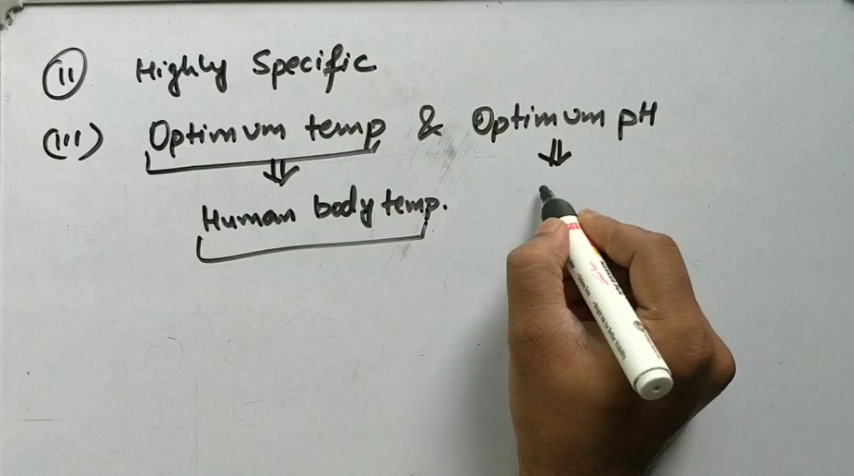 (ii) Highly Specific
(iii) Optimum temp & Optimum pH
⇓ ⇓
Human body temp.